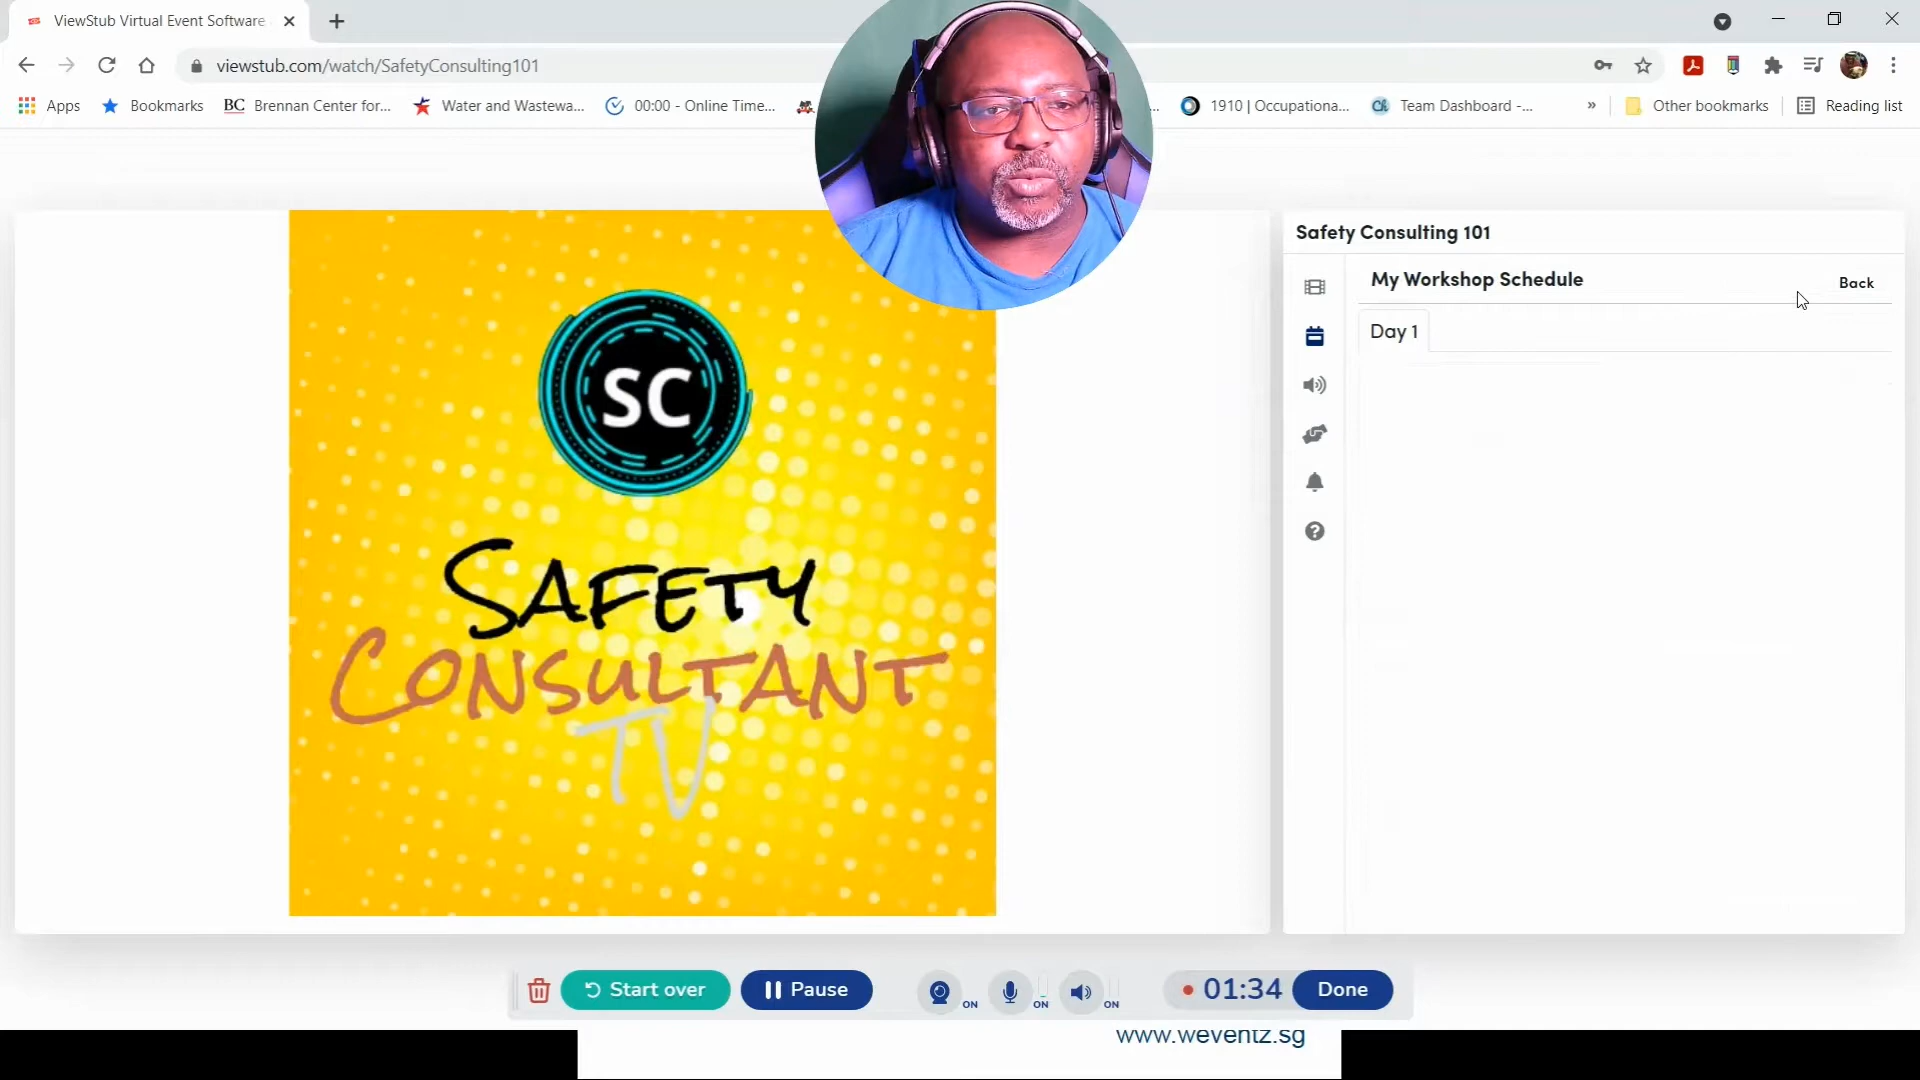 ViewStub Virtual Event Software
viewstub.com/watch/SafetyConsulting101
Apps
Bookmarks
BC Brennan Center for...
Water and Wastewa...
00:00 - Online Time...
...
1910 | Occupationa...
Ch Team Dashboard -...
»
Other bookmarks
Reading list
Safety Consulting 101
My Workshop Schedule
Back
Day 1
SC
SAFETY
CONSULTANT
TV
Start over
Pause
ON
ON
ON
01:34
Done
www.weventz.sg